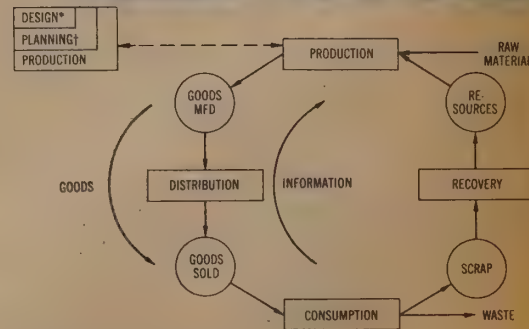 DESIGN*
PLANNING†
PRODUCTION
PRODUCTION
RAW
MATERIAL
GOODS
MFD
RE-
SOURCES
GOODS
DISTRIBUTION
INFORMATION
RECOVERY
GOODS
SOLD
SCRAP
CONSUMPTION
WASTE